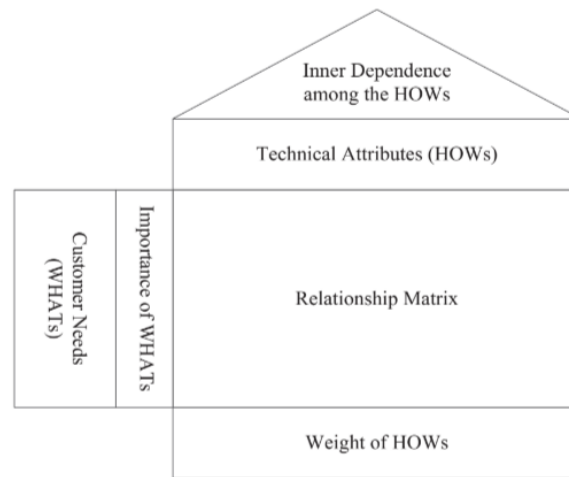 Inner Dependence
among the HOWs
Technical Attributes (HOWs)
Customer Needs
(WHATs)
Importance of WHATs
Relationship Matrix
Weight of HOWs